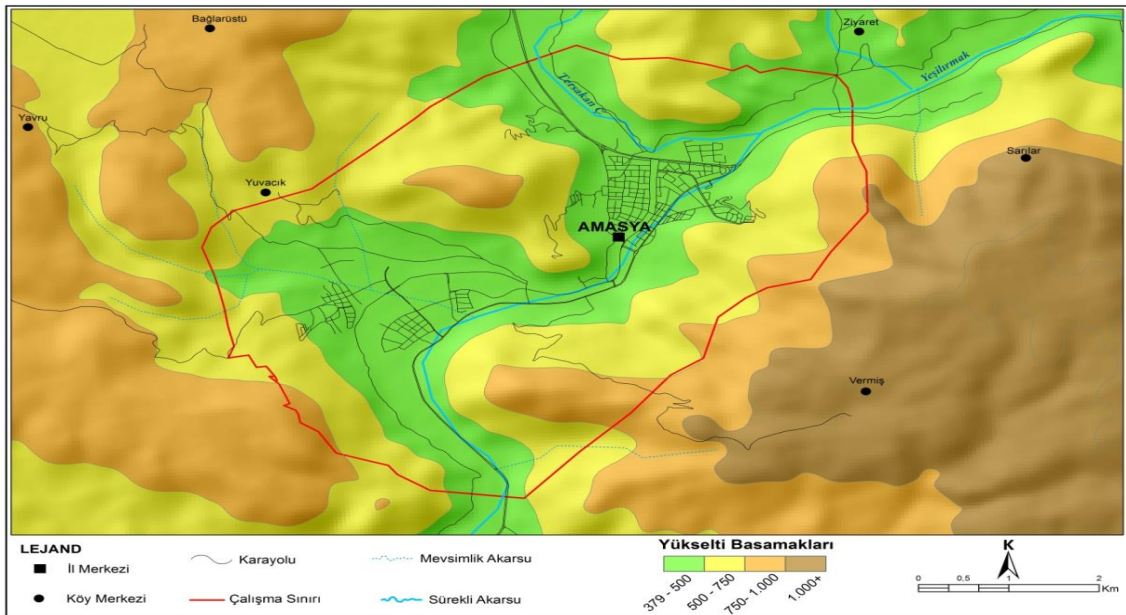 Bağlarüstü
Ziyaret
Tersakan Ç.
Yeşilırmak
Yavru
Sarılar
Yuvacık
AMASYA
Vermiş
LEJAND
İl Merkezi
Köy Merkezi
Karayolu
Çalışma Sınırı
Mevsimlik Akarsu
Sürekli Akarsu
Yükselti Basamakları
379 - 500
500 - 750
750- 1.000
1.000+
K
0 0,5 1 2
Km